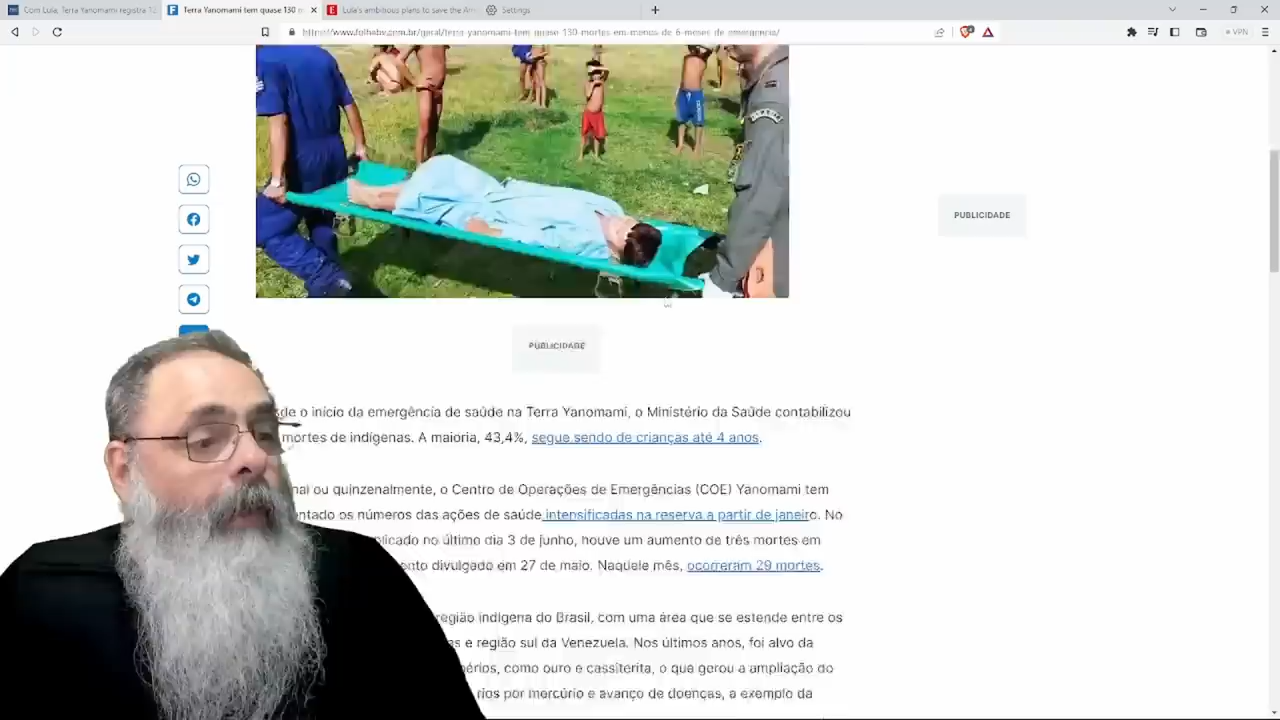 Com Lula, Terra Yanomami registra 12
Terra Yanomami tem quase 130 m
Lula's ambitious plans to save the Am
Settings
https://www.folhabv.com.br/geral/terra-yanomami-tem-quase-130-mortes-em-menos-de-6-meses-de-emergencia/
VPN
PUBLICIDADE
PUBLICIDADE
de o início da emergência de saúde na Terra Yanomami, o Ministério da Saúde contabilizou
mortes de indígenas. A maioria, 43,4%, segue sendo de crianças até 4 anos.
nal ou quinzenalmente, o Centro de Operações de Emergências (COE) Yanomami tem
entado os números das ações de saúde intensificadas na reserva a partir de janeiro. No
plicado no último dia 3 de junho, houve um aumento de três mortes em
nto divulgado em 27 de maio. Naquele mês, ocorreram 29 mortes.
região indígena do Brasil, com uma área que se estende entre os
s e região sul da Venezuela. Nos últimos anos, foi alvo da
périos, como ouro e cassiterita, o que gerou a ampliação do
rios por mercúrio e avanço de doenças, a exemplo da